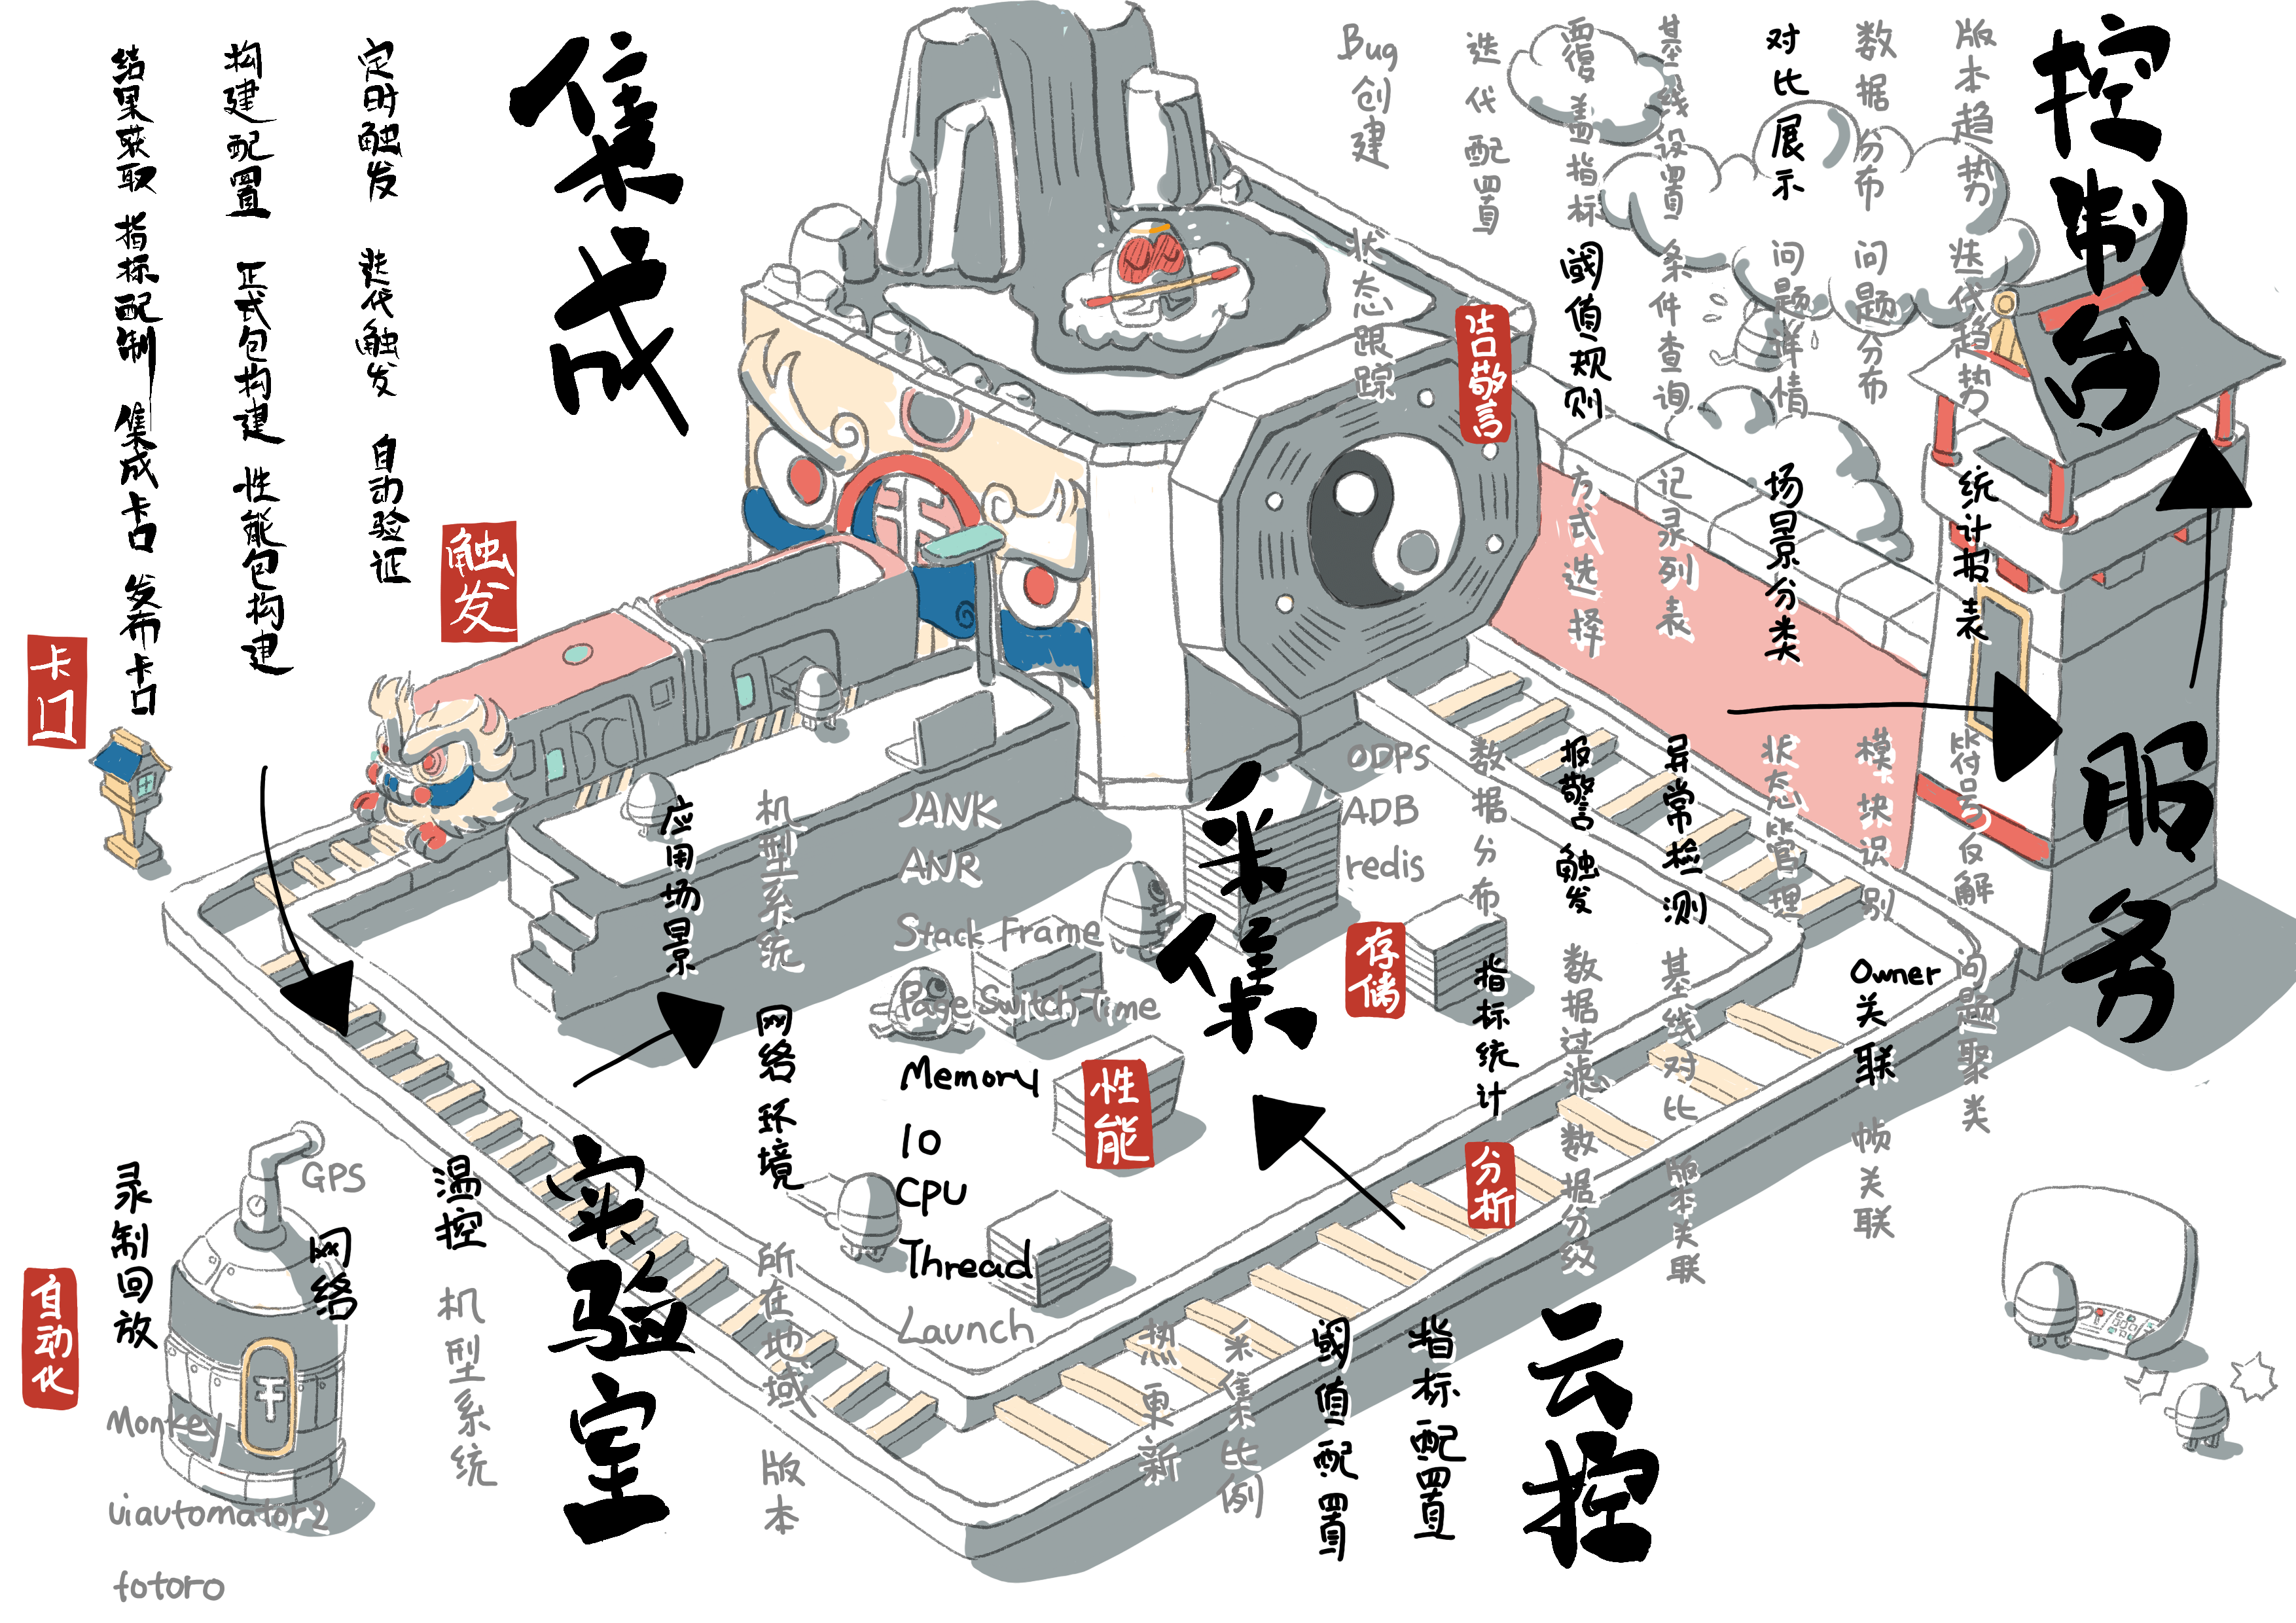 集成
定时触发
迭代触发
自动验证
触发
构建配置
正式包构建
性能包构建
结果获取
指标配制
集成卡口
发布卡口
卡口
控制台
版本趋势
迭代趋势
统计报表
数据分布
问题分布
对比展示
问题详情
场景分类
基线设置
条件查询
记录列表
覆盖指标
阈值规则
方式选择
迭代配置
Bug
创建
状态跟踪
服务
符号反解
问题聚类
模块识别
Owner
关联
帧关联
状态管理
异常检测
基线对比
版本关联
报警触发
数据过滤
数据分级
数据分布
指标统计
分析
ODPS
ADB
redis
存储
采集
JANK
ANR
Stack Frame
Page Switch Time
Memory
IO
CPU
Thread
Launch
性能
机型系统
网络环境
所在地域
版本
应用场景
实验室
温控
机型系统
GPS
网络
录制回放
Monkey
uiautomator2
totoro
自动化
云控
指标配置
阈值配置
采集比例
热更新